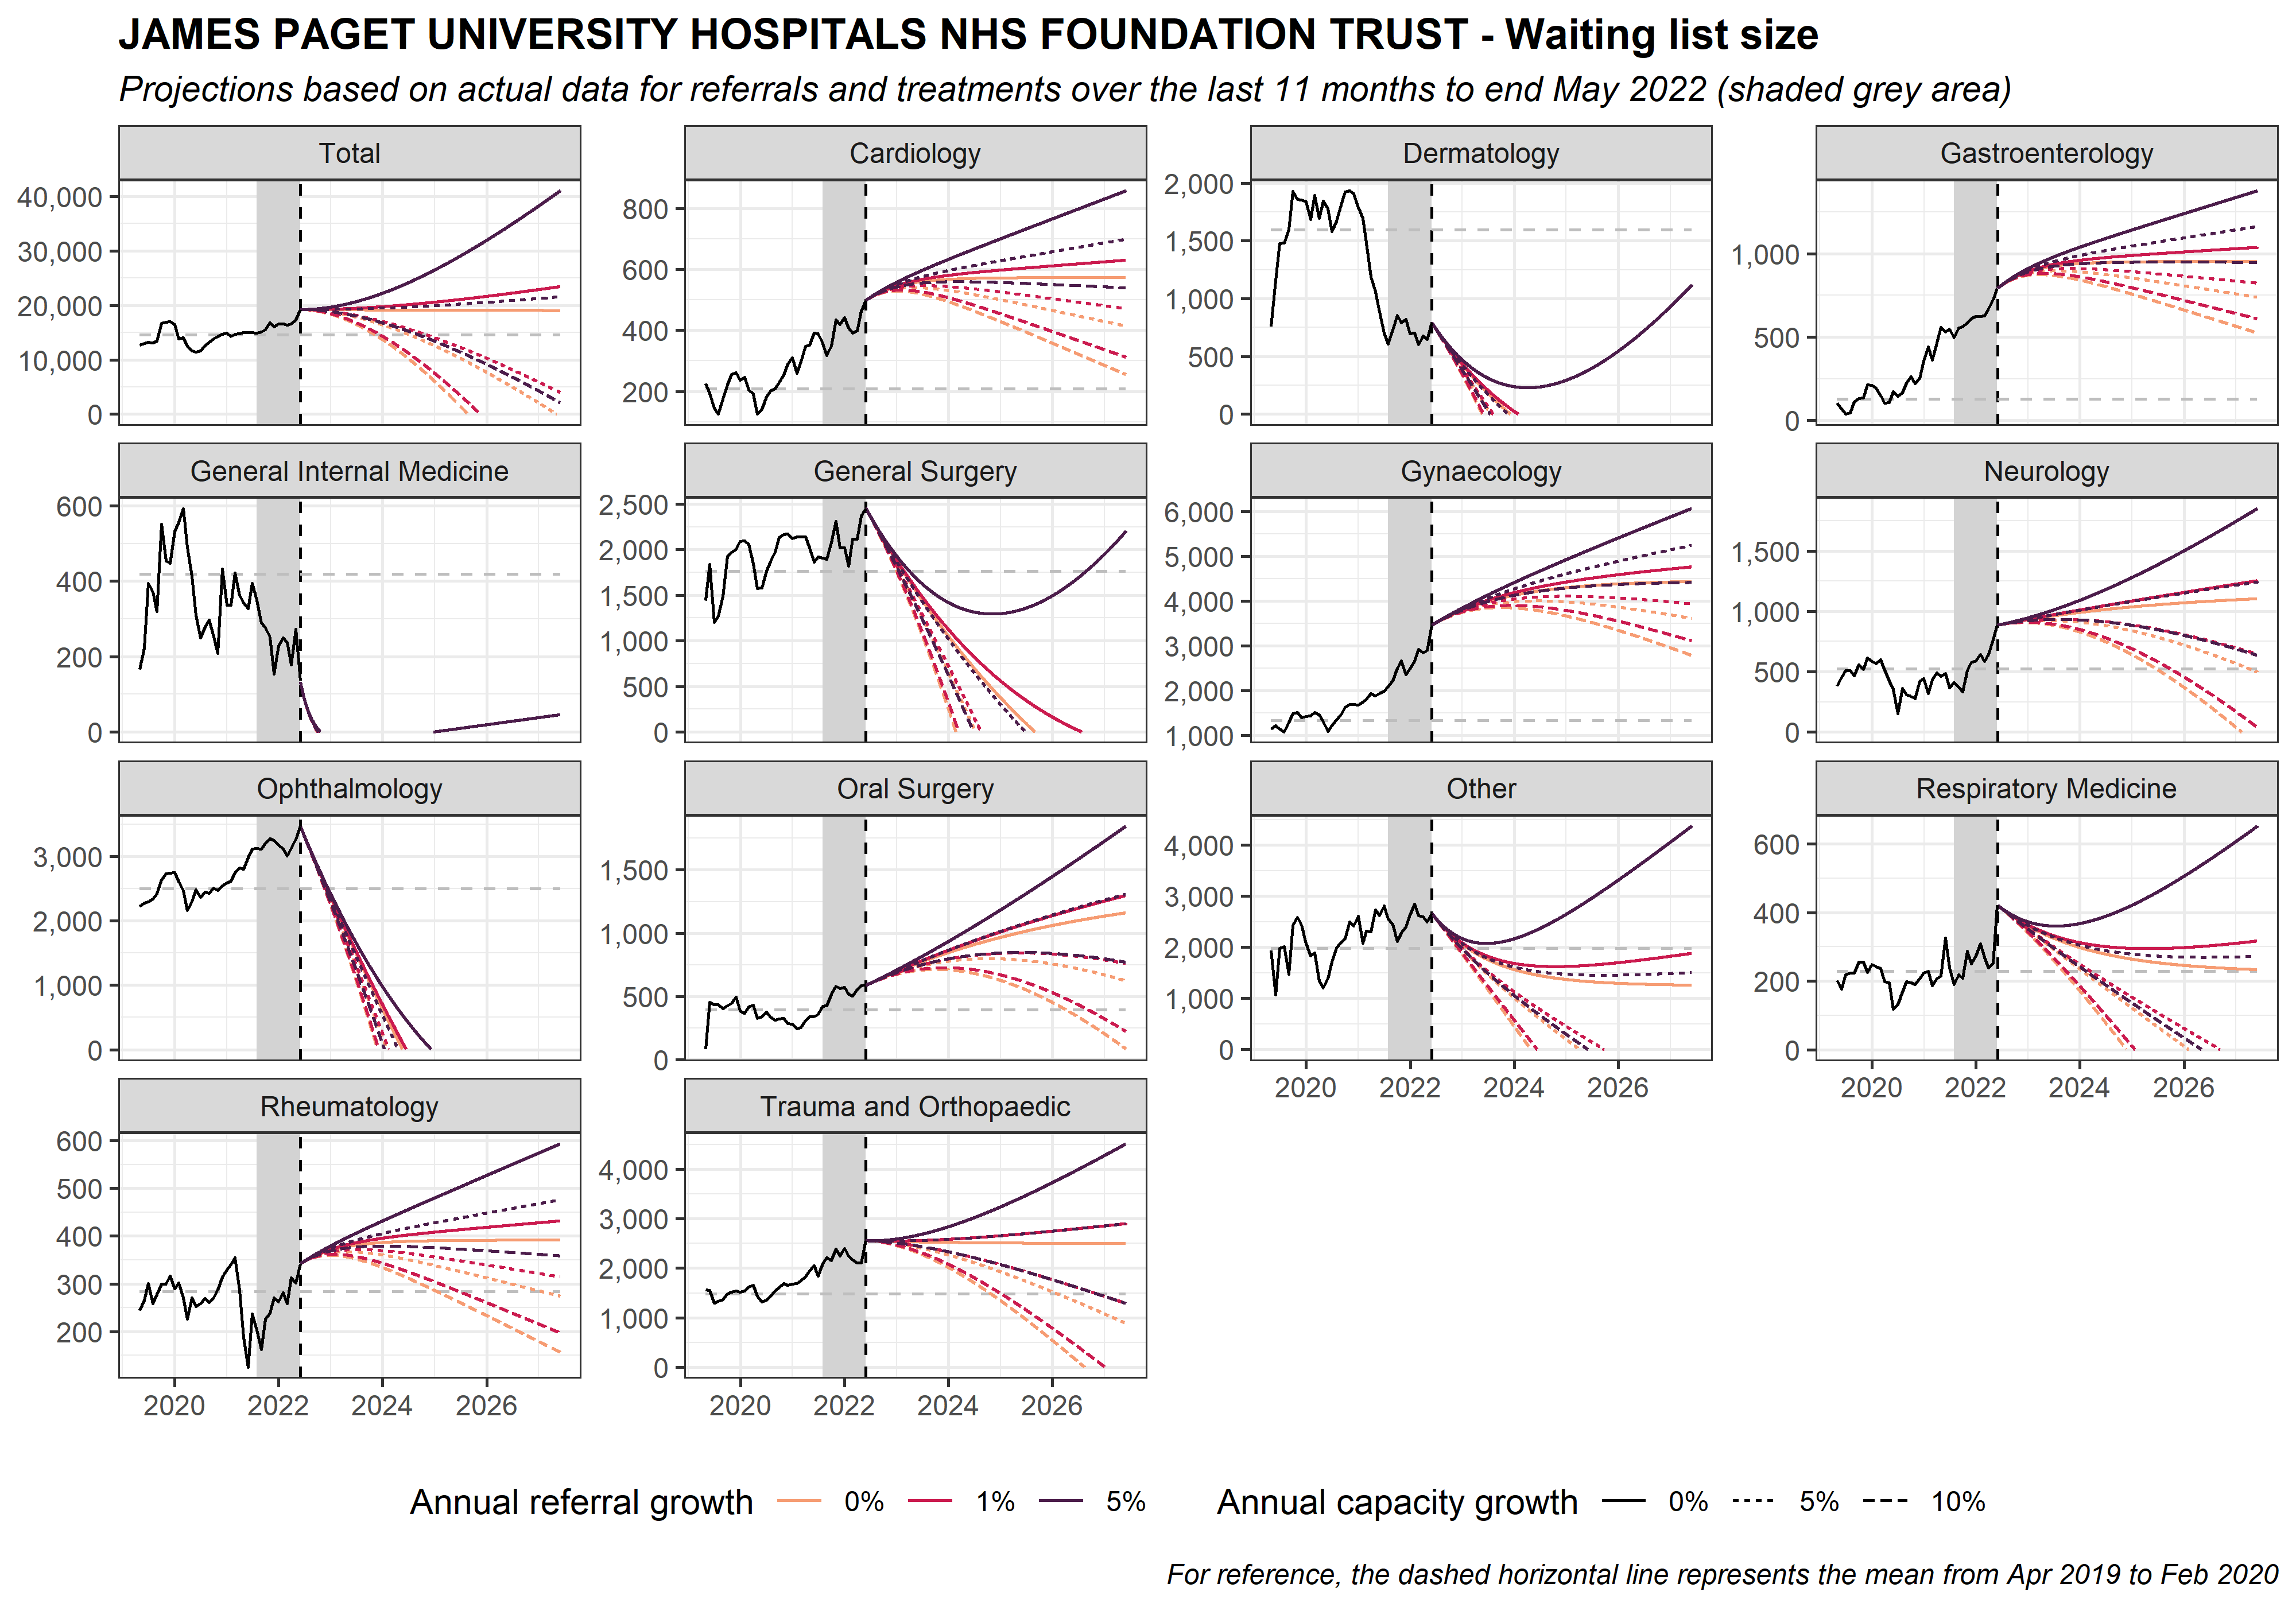 JAMES PAGET UNIVERSITY HOSPITALS NHS FOUNDATION TRUST - Waiting list size
Projections based on actual data for referrals and treatments over the last 11 months to end May 2022 (shaded grey area)
Total
40,000
30,000
20,000
10,000
0
Cardiology
800
600
400
200
Dermatology
2,000
1,500
1,000
500
0
Gastroenterology
1,000
500
0
General Internal Medicine
600
400
200
0
General Surgery
2,500
2,000
1,500
1,000
500
0
Gynaecology
6,000
5,000
4,000
3,000
2,000
1,000
Neurology
1,500
1,000
500
0
Ophthalmology
3,000
2,000
1,000
0
Oral Surgery
1,500
1,000
500
0
Other
4,000
3,000
2,000
1,000
0
2020 2022 2024 2026
Respiratory Medicine
600
400
200
0
2020 2022 2024 2026
Rheumatology
600
500
400
300
200
2020 2022 2024 2026
Trauma and Orthopaedic
4,000
3,000
2,000
1,000
0
2020 2022 2024 2026
Annual referral growth 0% 1% 5% Annual capacity growth 0% 5% 10%
For reference, the dashed horizontal line represents the mean from Apr 2019 to Feb 2020